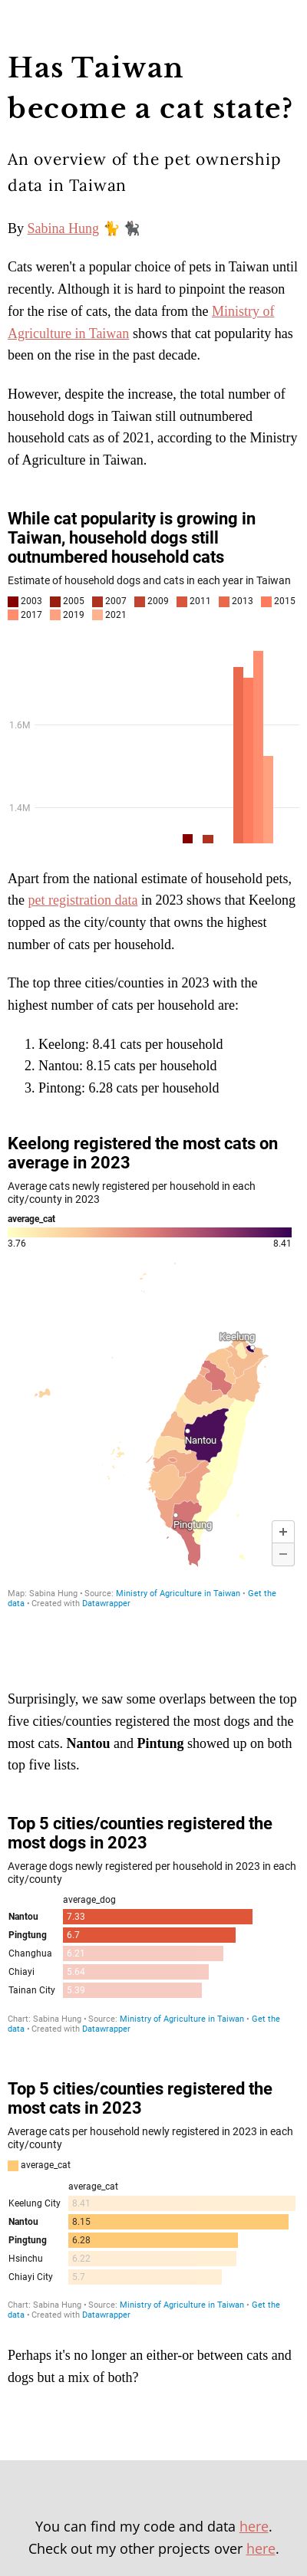 Has Taiwan
become a cat state?
An overview of the pet ownership
data in Taiwan
By Sabina Hung 🐈 🐈‍⬛
Cats weren't a popular choice of pets in Taiwan until
recently. Although it is hard to pinpoint the reason
for the rise of cats, the data from the Ministry of
Agriculture in Taiwan shows that cat popularity has
been on the rise in the past decade.
However, despite the increase, the total number of
household dogs in Taiwan still outnumbered
household cats as of 2021, according to the Ministry
of Agriculture in Taiwan.
While cat popularity is growing in
Taiwan, household dogs still
outnumbered household cats
Estimate of household dogs and cats in each year in Taiwan
2003 2005 2007 2009 2011 2013 2015
2017 2019 2021
1.6M
1.4M
Apart from the national estimate of household pets,
the pet registration data in 2023 shows that Keelong
topped as the city/county that owns the highest
number of cats per household.
The top three cities/counties in 2023 with the
highest number of cats per household are:
1. Keelong: 8.41 cats per household
2. Nantou: 8.15 cats per household
3. Pintong: 6.28 cats per household
Keelong registered the most cats on
average in 2023
Average cats newly registered per household in each
city/county in 2023
average_cat
3.76 8.41
Keelung
Nantou
Pingtung
+
−
Map: Sabina Hung • Source: Ministry of Agriculture in Taiwan • Get the
data • Created with Datawrapper
Surprisingly, we saw some overlaps between the top
five cities/counties registered the most dogs and the
most cats. Nantou and Pintung showed up on both
top five lists.
Top 5 cities/counties registered the
most dogs in 2023
Average dogs newly registered per household in 2023 in each
city/county
average_dog
Nantou 7.33
Pingtung 6.7
Changhua 6.21
Chiayi 5.64
Tainan City 5.39
Chart: Sabina Hung • Source: Ministry of Agriculture in Taiwan • Get the
data • Created with Datawrapper
Top 5 cities/counties registered the
most cats in 2023
Average cats per household newly registered in 2023 in each
city/county
average_cat
average_cat
Keelung City 8.41
Nantou 8.15
Pingtung 6.28
Hsinchu 6.22
Chiayi City 5.7
Chart: Sabina Hung • Source: Ministry of Agriculture in Taiwan • Get the
data • Created with Datawrapper
Perhaps it's no longer an either-or between cats and
dogs but a mix of both?
You can find my code and data here.
Check out my other projects over here.